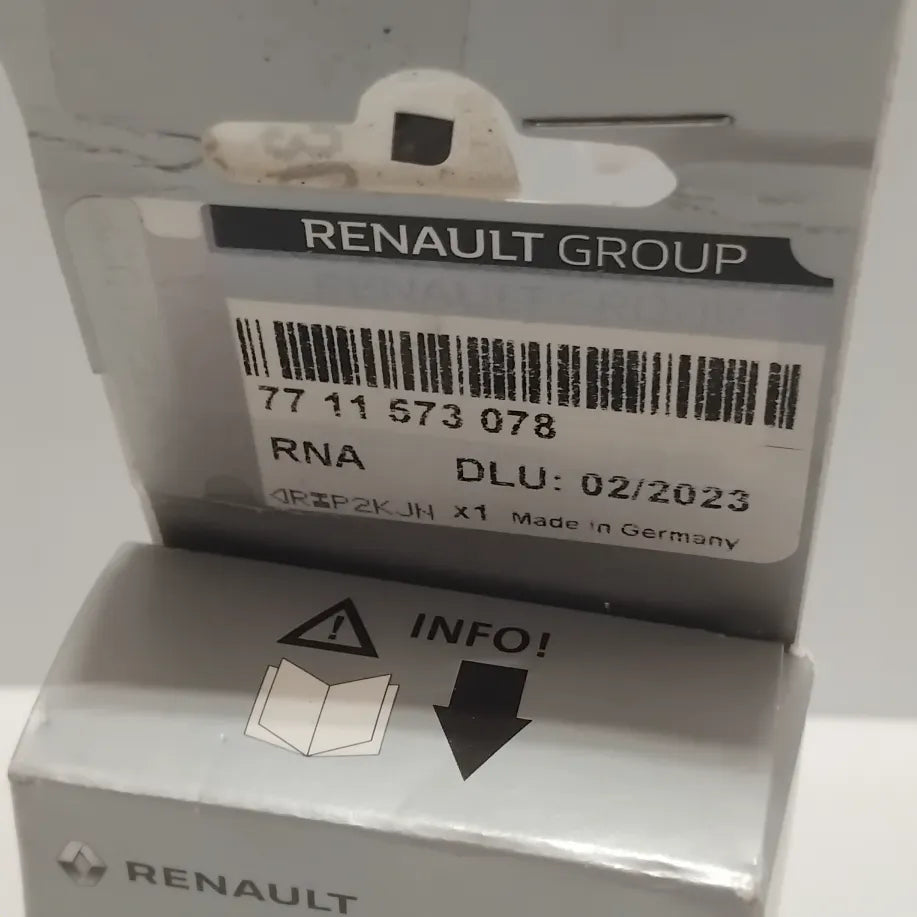 RENAULT GROUP
77 11 573 078
RNA
DLU: 02/2023
x1 Made in Germany
INFO!
RENAULT